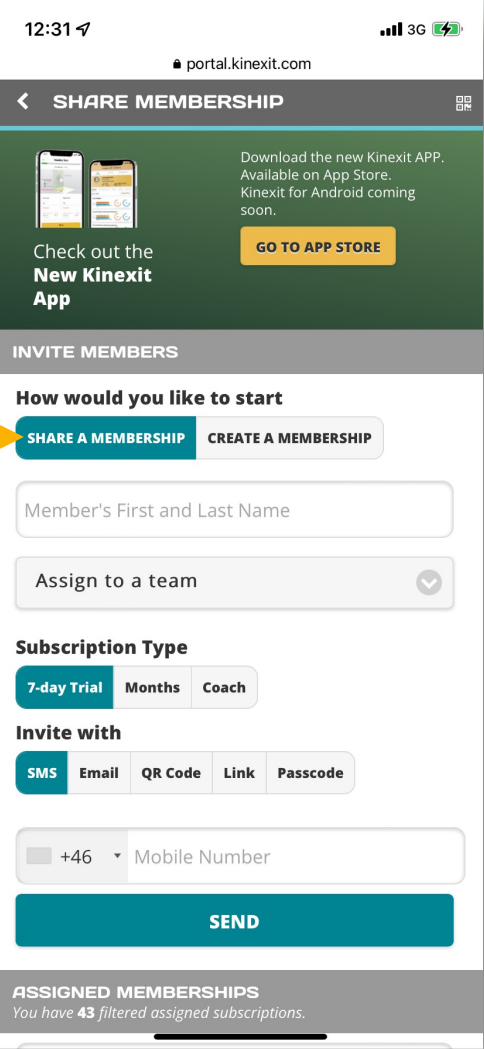 12:31
3G
portal.kinexit.com
SHARE MEMBERSHIP
Download the new Kinexit APP.
Available on App Store.
Kinexit for Android coming
soon.
GO TO APP STORE
Check out the
New Kinexit
App
INVITE MEMBERS
How would you like to start
SHARE A MEMBERSHIP CREATE A MEMBERSHIP
Member's First and Last Name
Assign to a team
Subscription Type
7-day Trial Months Coach
Invite with
SMS Email QR Code Link Passcode
+46 Mobile Number
SEND
ASSIGNED MEMBERSHIPS
You have 43 filtered assigned subscriptions.